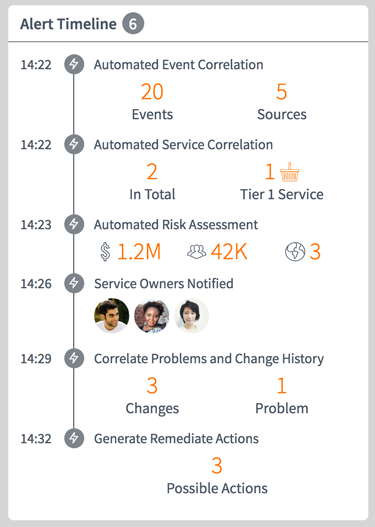 Alert Timeline 6
14:22 Automated Event Correlation
20 5
Events Sources
14:22 Automated Service Correlation
2 1
In Total Tier 1 Service
14:23 Automated Risk Assessment
$ 1.2M 42K 3
14:26 Service Owners Notified
14:29 Correlate Problems and Change History
3 1
Changes Problem
14:32 Generate Remediate Actions
3
Possible Actions